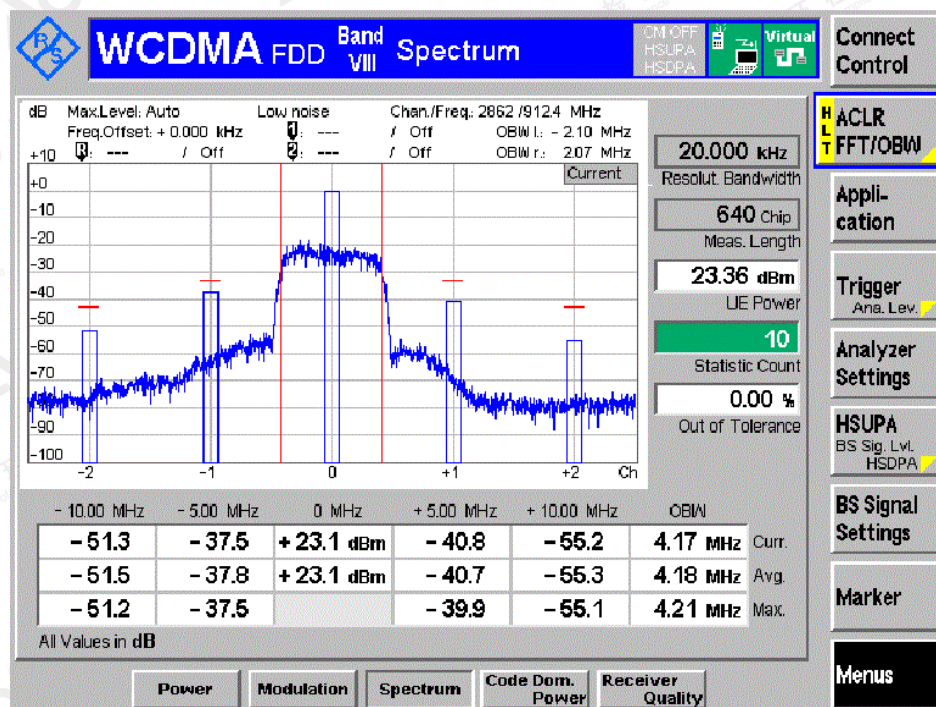 R&S
WCDMA FDD Band VIII Spectrum
CM OFF
HSUPA
HSDPA
Virtual
Connect Control
dB Max.Level: Auto Low noise Chan./Freq.: 2862 /912.4 MHz
Freq.Offset: + 0.000 kHz 1: --- / Off OBW l.: - 2.10 MHz
R: --- / Off 2: --- / Off OBW r.: 2.07 MHz
Current
+10
+0
-10
-20
-30
-40
-50
-60
-70
-90
-100
-2 -1 0 +1 +2 Ch
20.000 kHz
Resolut. Bandwidth
640 Chip
Meas. Length
23.36 dBm
UE Power
10
Statistic Count
0.00 %
Out of Tolerance
- 10.00 MHz - 5.00 MHz 0 MHz + 5.00 MHz + 10.00 MHz OBW
- 51.3 - 37.5 + 23.1 dBm - 40.8 - 55.2 4.17 MHz Curr.
- 51.5 - 37.8 + 23.1 dBm - 40.7 - 55.3 4.18 MHz Avg.
- 51.2 - 37.5 - 39.9 - 55.1 4.21 MHz Max.
All Values in dB
HLT
ACLR
FFT/OBW
Appli-
cation
Trigger
Ana. Lev.
Analyzer
Settings
HSUPA
BS Sig. Lvl.
HSDPA
BS Signal
Settings
Marker
Menus
Power Modulation Spectrum Code Dom. Power Receiver Quality